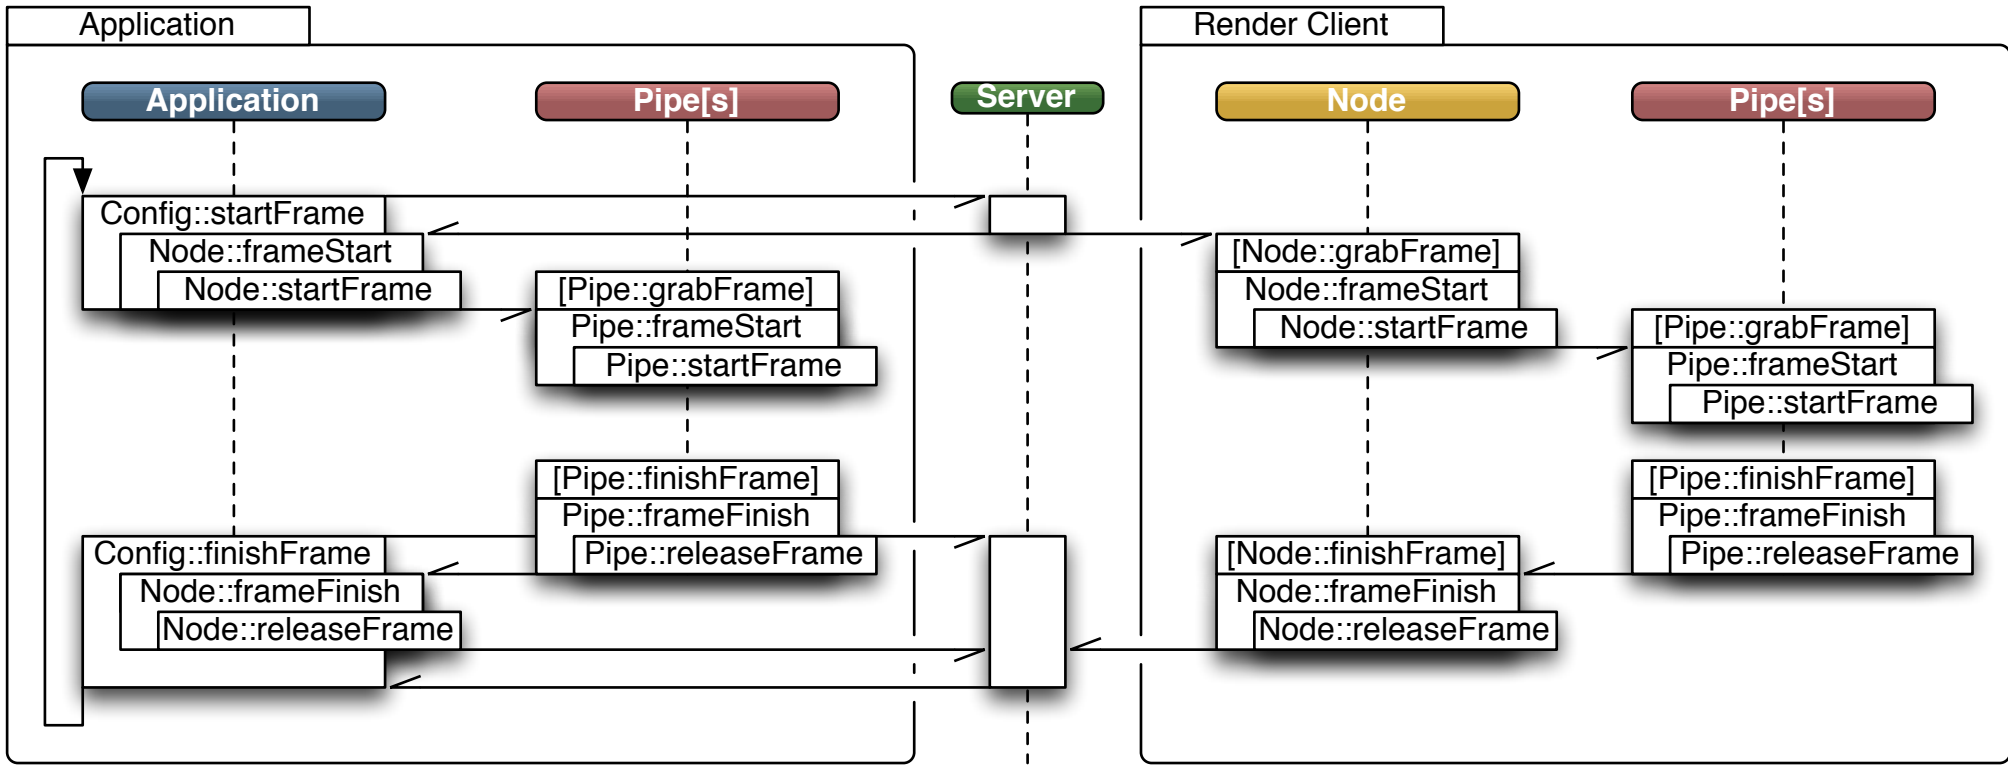 Application
Render Client
Application
Pipe[s]
Server
Node
Pipe[s]
Config::startFrame
Node::frameStart
Node::startFrame
[Pipe::grabFrame]
Pipe::frameStart
Pipe::startFrame
[Node::grabFrame]
Node::frameStart
Node::startFrame
[Pipe::grabFrame]
Pipe::frameStart
Pipe::startFrame
[Pipe::finishFrame]
Pipe::frameFinish
Pipe::releaseFrame
Config::finishFrame
Node::frameFinish
Node::releaseFrame
[Pipe::finishFrame]
Pipe::frameFinish
Pipe::releaseFrame
[Node::finishFrame]
Node::frameFinish
Node::releaseFrame